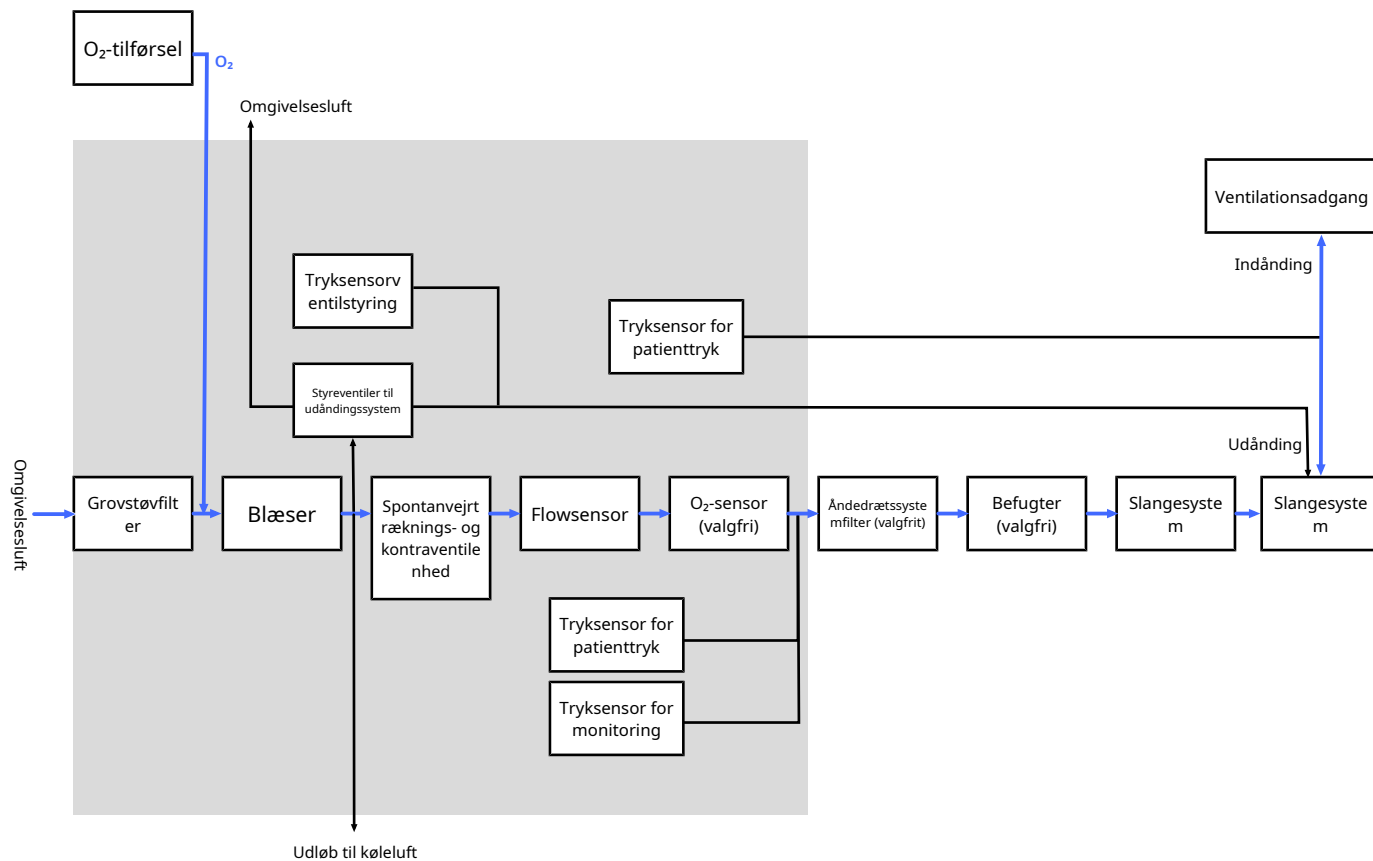 O₂-tilførsel
O₂
Omgivelsesluft
Ventilationsadgang
Indånding
Tryksensorv
entilstyring
Tryksensor for
patienttryk
Styreventiler til
udåndingssystem
Udånding
Omgivelsesluft
Grovstøvfilt
er
Blæser
Spontanvejrt
ræknings- og
kontraventile
nhed
Flowsensor
O₂-sensor
(valgfri)
Åndedrætssyste
mfilter (valgfrit)
Befugter
(valgfri)
Slangesyste
m
Slangesyste
m
Tryksensor for
patienttryk
Tryksensor for
monitoring
Udløb til køleluft